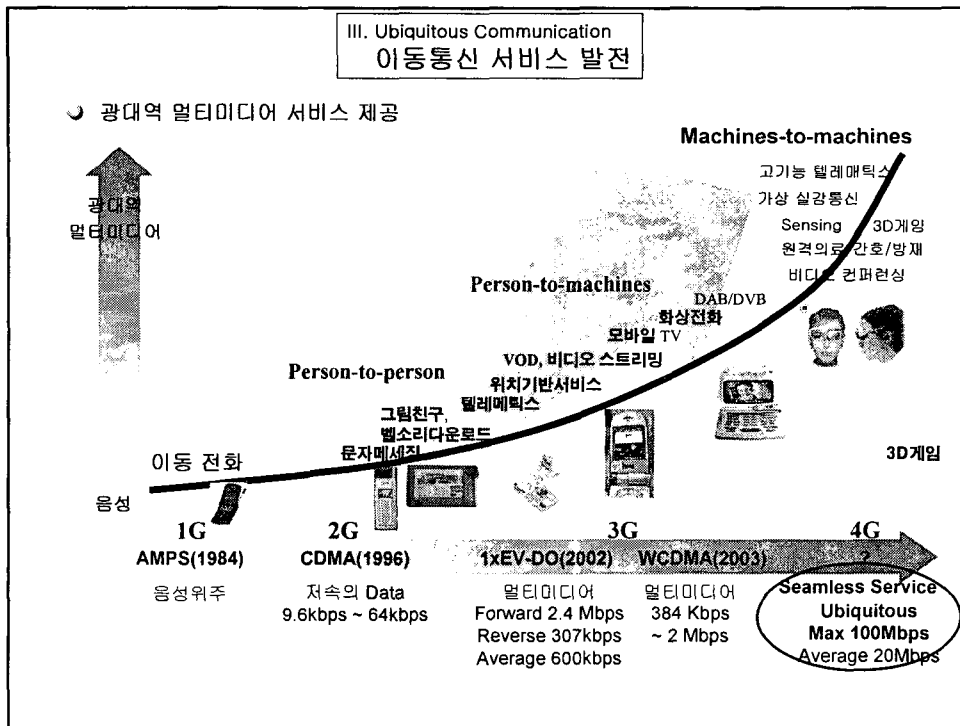 III. Ubiquitous Communication
이동통신 서비스 발전
광대역 멀티미디어 서비스 제공
Machines-to-machines
고기능 텔레매틱스
가상 실감통신
Sensing 3D게임
원격의료/간호/방재
비디오 컨퍼런싱
광대역
멀티미디어
Person-to-machines
DAB/DVB
화상전화
모바일 TV
VOD, 비디오 스트리밍
위치기반서비스
텔레메틱스
Person-to-person
그림친구,
벨소리다운로드
문자메세징
이동 전화
3D게임
음성
1G 2G 3G 4G
AMPS(1984) CDMA(1996) 1xEV-DO(2002) WCDMA(2003) ?
음성위주 저속의 Data 멀티미디어 멀티미디어 Seamless Service
9.6kbps ~ 64kbps Forward 2.4 Mbps 384 Kbps Ubiquitous
Reverse 307kbps ~ 2 Mbps Max 100Mbps
Average 600kbps Average 20Mbps